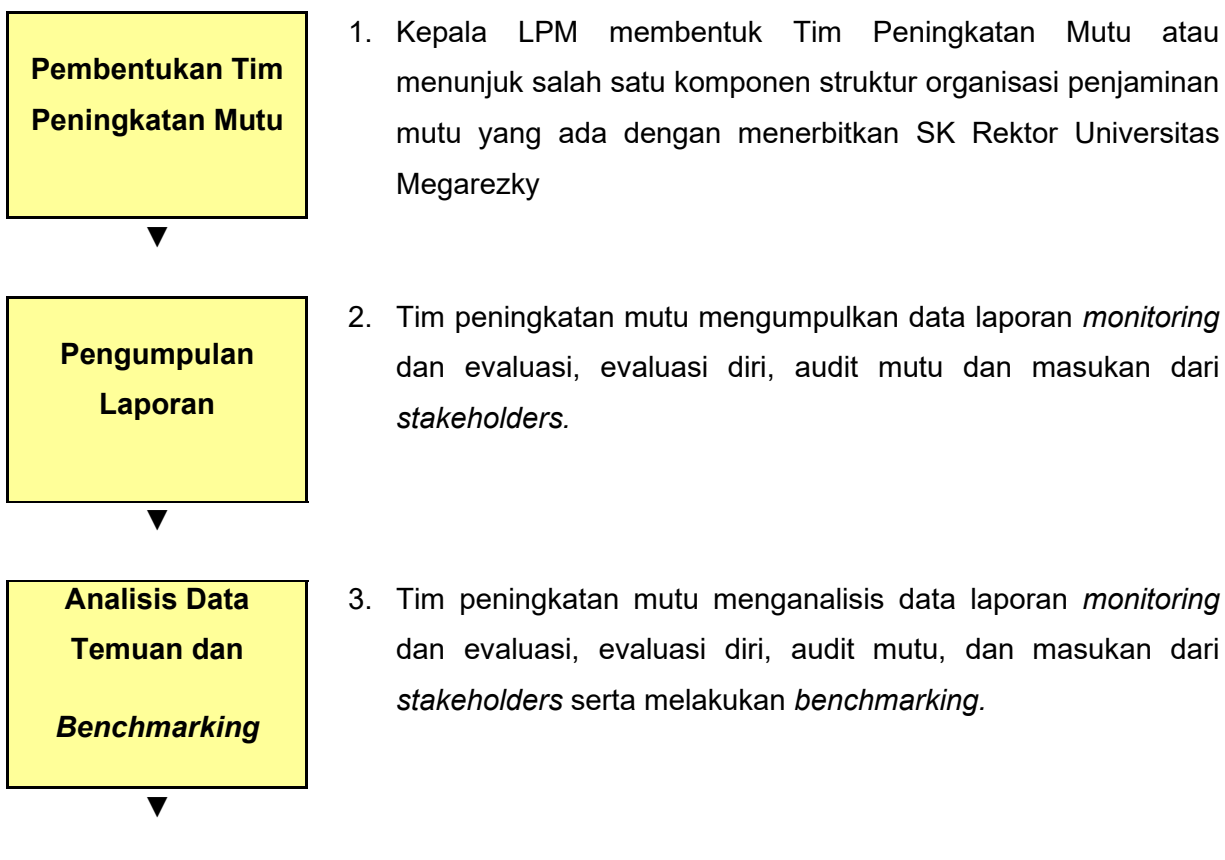 Pembentukan Tim
Peningkatan Mutu
1. Kepala LPM membentuk Tim Peningkatan Mutu atau
menunjuk salah satu komponen struktur organisasi penjaminan
mutu yang ada dengan menerbitkan SK Rektor Universitas
Megarezky
▼
Pengumpulan
Laporan
2. Tim peningkatan mutu mengumpulkan data laporan monitoring
dan evaluasi, evaluasi diri, audit mutu dan masukan dari
stakeholders.
▼
Analisis Data
Temuan dan
Benchmarking
3. Tim peningkatan mutu menganalisis data laporan monitoring
dan evaluasi, evaluasi diri, audit mutu, dan masukan dari
stakeholders serta melakukan benchmarking.
▼